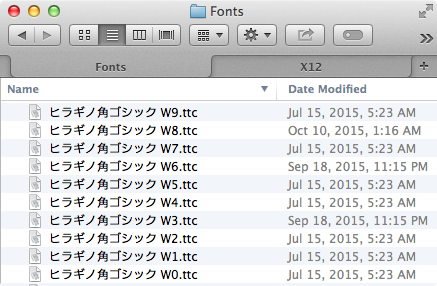 Fonts
Fonts
X12
Name
Date Modified
ヒラギノ角ゴシック W9.ttc
Jul 15, 2015, 5:23 AM
ヒラギノ角ゴシック W8.ttc
Oct 10, 2015, 1:16 AM
ヒラギノ角ゴシック W7.ttc
Jul 15, 2015, 5:23 AM
ヒラギノ角ゴシック W6.ttc
Sep 18, 2015, 11:15 PM
ヒラギノ角ゴシック W5.ttc
Jul 15, 2015, 5:23 AM
ヒラギノ角ゴシック W4.ttc
Jul 15, 2015, 5:23 AM
ヒラギノ角ゴシック W3.ttc
Sep 18, 2015, 11:15 PM
ヒラギノ角ゴシック W2.ttc
Jul 15, 2015, 5:23 AM
ヒラギノ角ゴシック W1.ttc
Jul 15, 2015, 5:23 AM
ヒラギノ角ゴシック W0.ttc
Jul 15, 2015, 5:23 AM